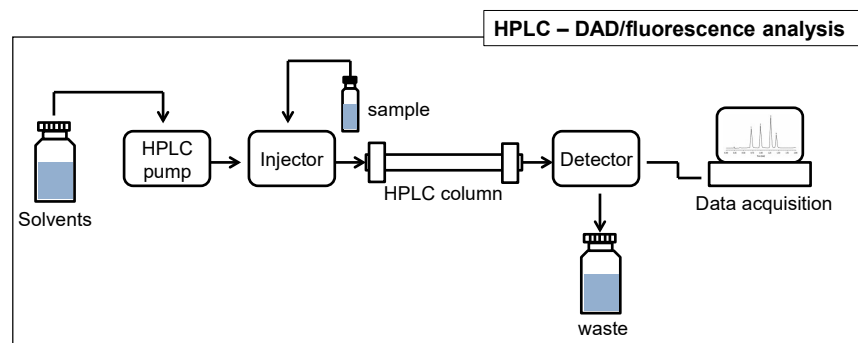 HPLC – DAD/fluorescence analysis
sample
HPLC
pump
Injector
Detector
HPLC column
Solvents
Data acquisition
waste